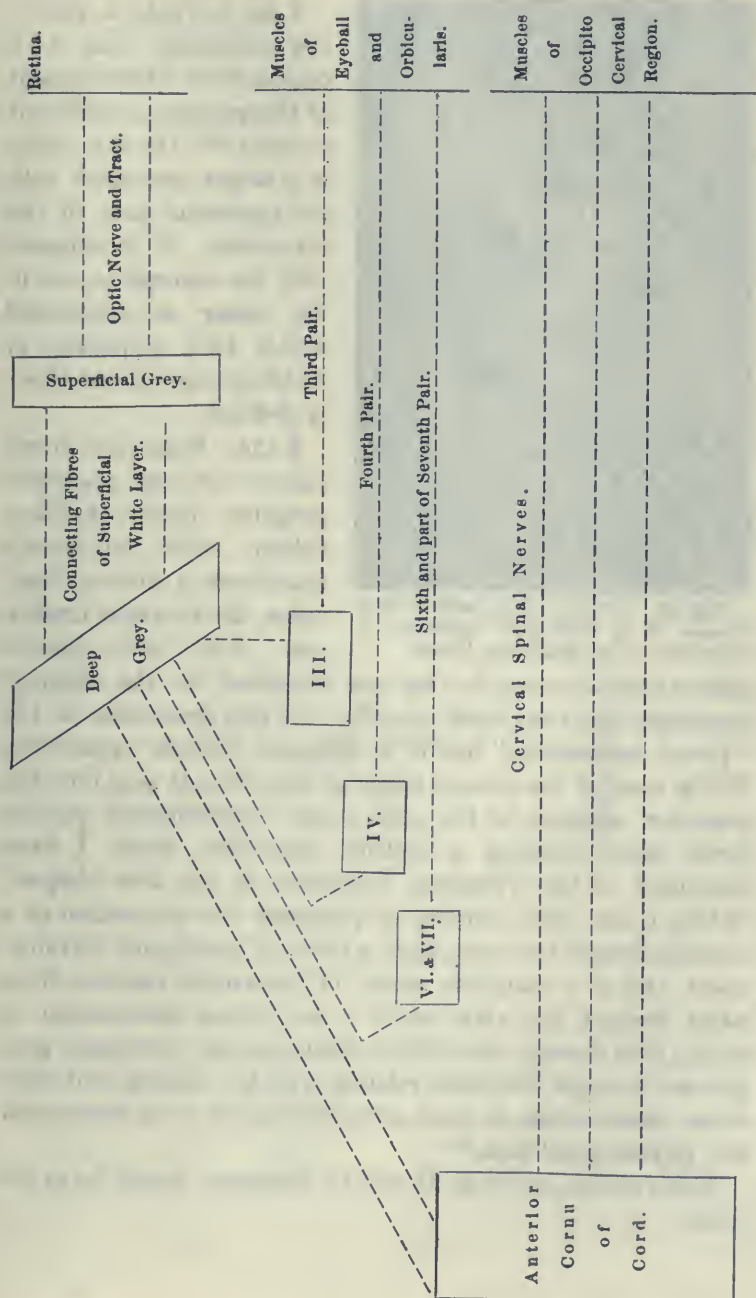 Retina.
Optic Nerve and Tract.
Superficial Grey.
Connecting Fibres
of Superficial
White Layer.
Deep
Grey.
Muscles
of
Eyeball
and
Orbicu-
laris.
Third Pair.
III.
Fourth Pair.
IV.
Sixth and part of Seventh Pair.
VI. & VII.
Muscles
of
Occipito
Cervical
Region.
Cervical Spinal Nerves.
Anterior
Cornu
of
Cord.